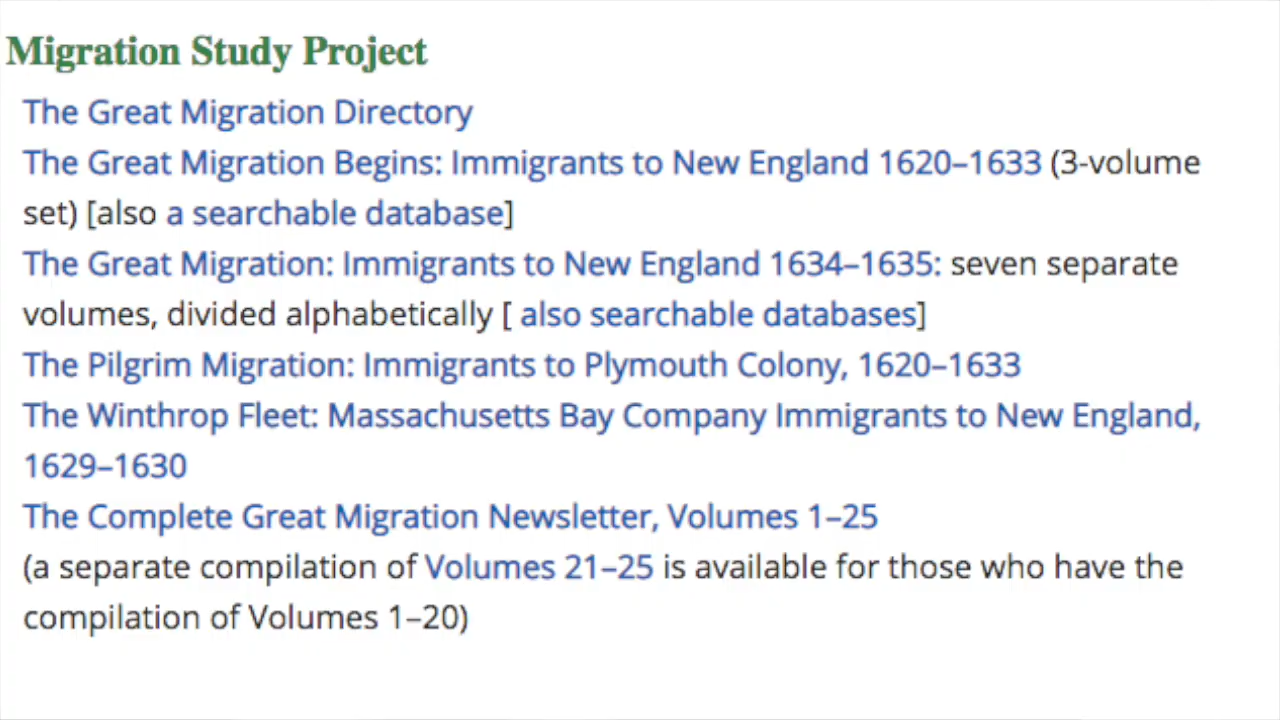 Migration Study Project
The Great Migration Directory
The Great Migration Begins: Immigrants to New England 1620–1633 (3-volume
set) [also a searchable database]
The Great Migration: Immigrants to New England 1634–1635: seven separate
volumes, divided alphabetically [ also searchable databases]
The Pilgrim Migration: Immigrants to Plymouth Colony, 1620–1633
The Winthrop Fleet: Massachusetts Bay Company Immigrants to New England,
1629–1630
The Complete Great Migration Newsletter, Volumes 1–25
(a separate compilation of Volumes 21–25 is available for those who have the
compilation of Volumes 1–20)